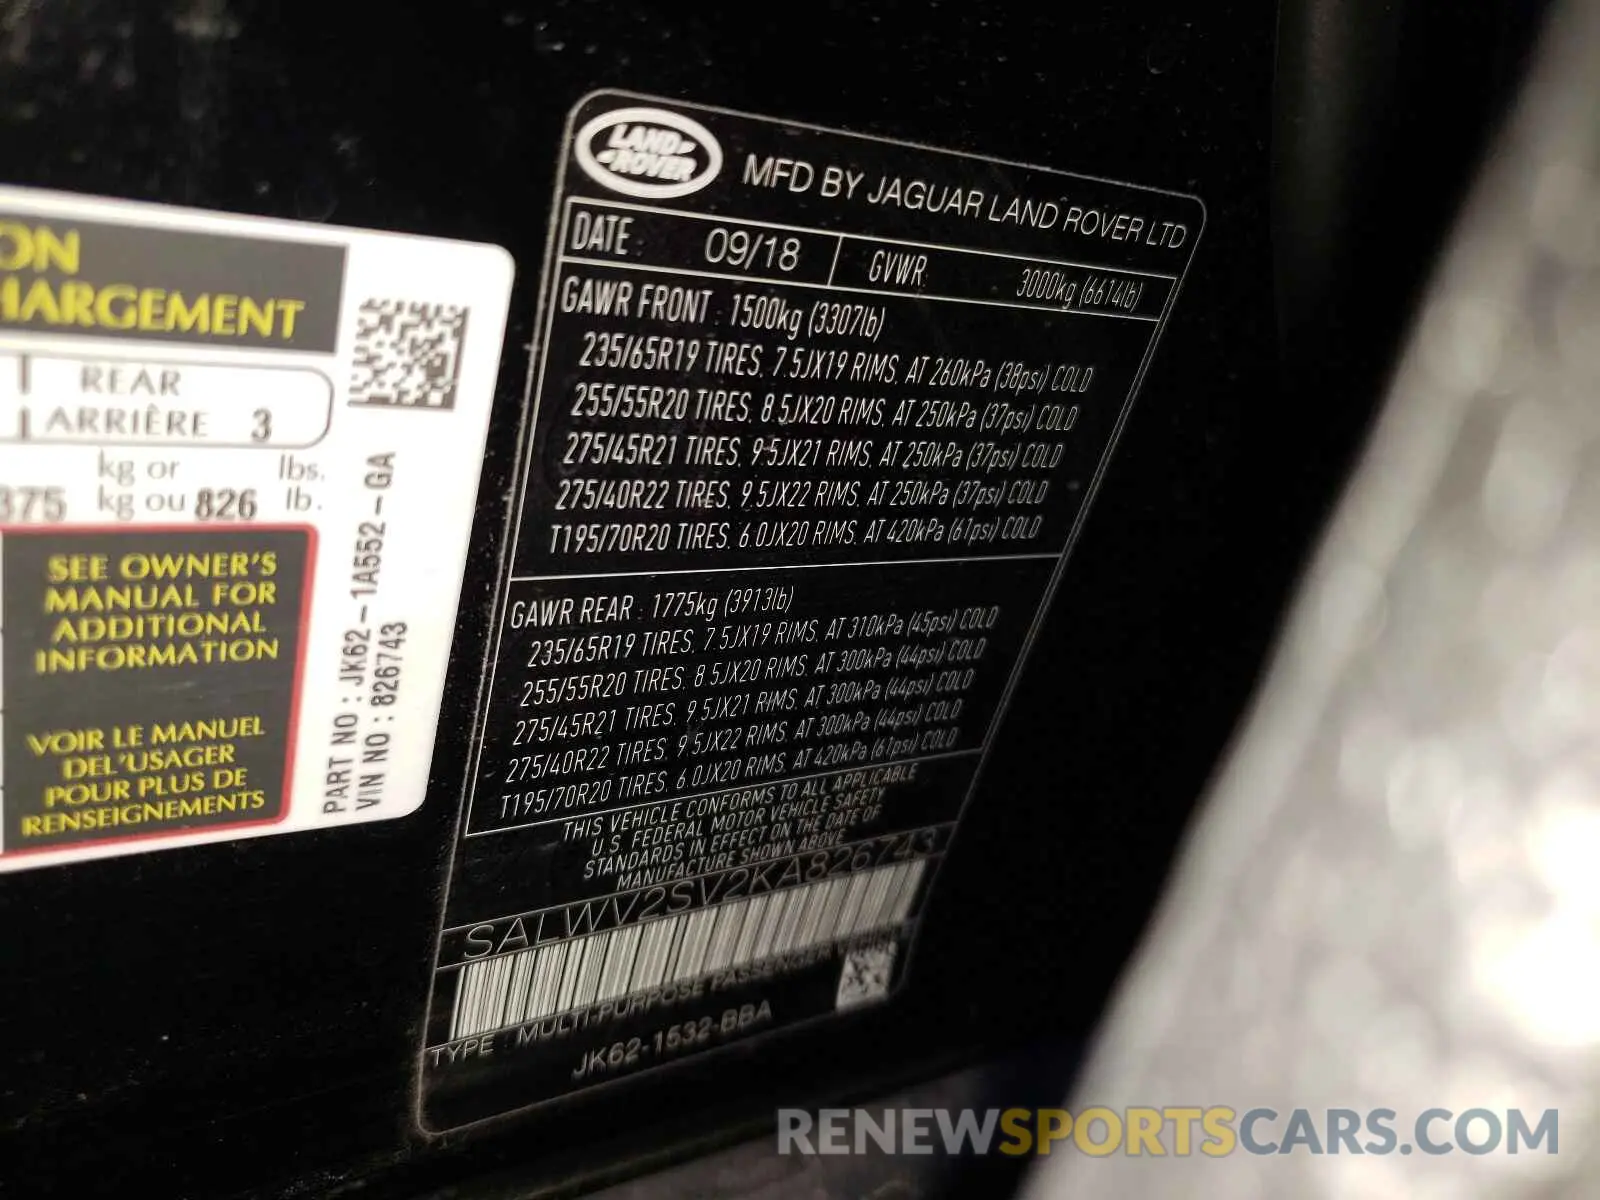 ON
HARGEMENT
REAR
ARRIÈRE 3
kg or lbs.
375 kg ou 826 lb.
SEE OWNER'S
MANUAL FOR
ADDITIONAL
INFORMATION
VOIR LE MANUEL
DEL'USAGER
POUR PLUS DE
RENSEIGNEMENTS
PART NO : JK62-1A552-GA
VIN NO : 826743
LAND
ROVER
MFD BY JAGUAR LAND ROVER LTD
DATE : 09/18 GVWR: 3000kg (6614lb)
GAWR FRONT : 1500kg (3307lb)
235/65R19 TIRES, 7.5JX19 RIMS, AT 260kPa (38psi) COLD
255/55R20 TIRES, 8.5JX20 RIMS, AT 250kPa (37psi) COLD
275/45R21 TIRES, 9.5JX21 RIMS, AT 250kPa (37psi) COLD
275/40R22 TIRES, 9.5JX22 RIMS, AT 250kPa (37psi) COLD
T195/70R20 TIRES, 6.0JX20 RIMS, AT 420kPa (61psi) COLD
GAWR REAR : 1775kg (3913lb)
235/65R19 TIRES, 7.5JX19 RIMS, AT 310kPa (45psi) COLD
255/55R20 TIRES, 8.5JX20 RIMS, AT 300kPa (44psi) COLD
275/45R21 TIRES, 9.5JX21 RIMS, AT 300kPa (44psi) COLD
275/40R22 TIRES, 9.5JX22 RIMS, AT 300kPa (44psi) COLD
T195/70R20 TIRES, 6.0JX20 RIMS, AT 420kPa (61psi) COLD
THIS VEHICLE CONFORMS TO ALL APPLICABLE
U.S. FEDERAL MOTOR VEHICLE SAFETY
STANDARDS IN EFFECT ON THE DATE OF
MANUFACTURE SHOWN ABOVE
SALWV2SV2KA826743
TYPE : MULTI-PURPOSE PASSENGER VEHICLE
JK62-1532-BBA
RENEWSPORTSCARS.COM